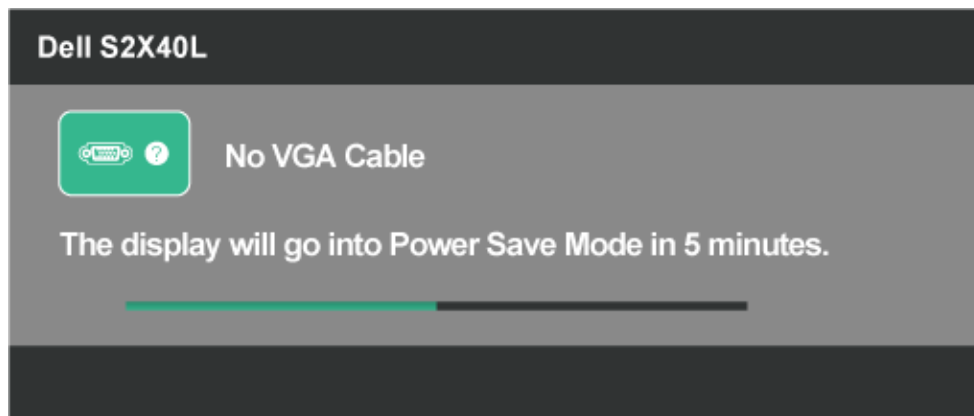 Dell S2X40L
No VGA Cable
The display will go into Power Save Mode in 5 minutes.